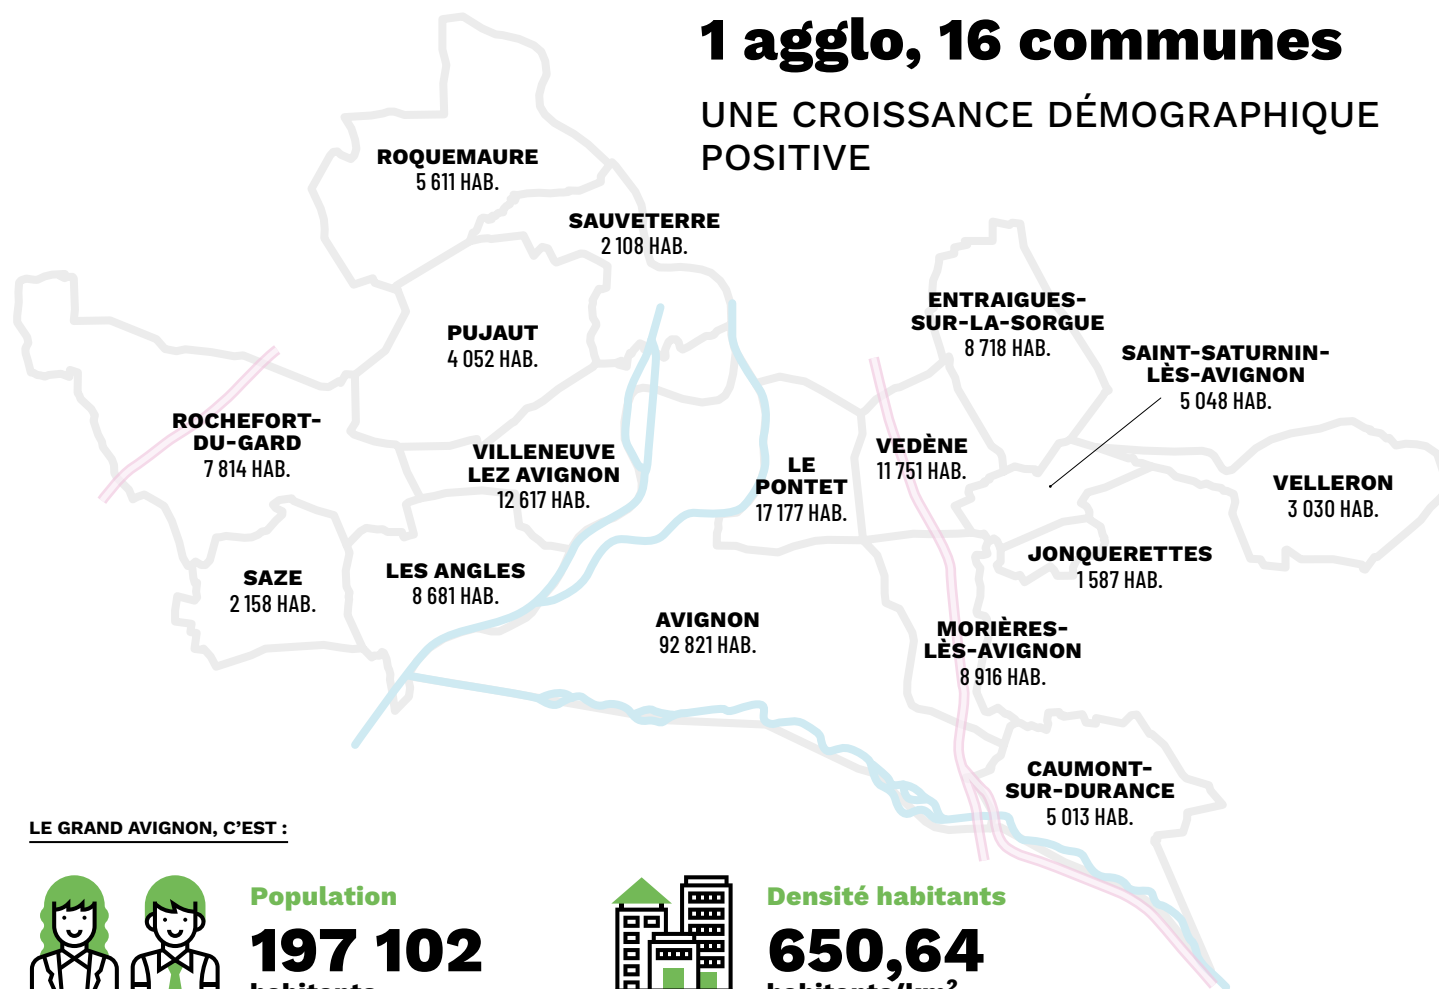 1 agglo, 16 communes
UNE CROISSANCE DÉMOGRAPHIQUE
POSITIVE
ROQUEMAURE
5 611 HAB.
SAUVETERRE
2 108 HAB.
PUJAUT
4 052 HAB.
ENTRAIGUES-
SUR-LA-SORGUE
8 718 HAB.
SAINT-SATURNIN-
LÈS-AVIGNON
5 048 HAB.
ROCHEFORT-
DU-GARD
7 814 HAB.
VILLENEUVE
LEZ AVIGNON
12 617 HAB.
LE
PONTET
17 177 HAB.
VEDÈNE
11 751 HAB.
VELLERON
3 030 HAB.
SAZE
2 158 HAB.
LES ANGLES
8 681 HAB.
AVIGNON
92 821 HAB.
JONQUERETTES
1 587 HAB.
MORIÈRES-
LÈS-AVIGNON
8 916 HAB.
CAUMONT-
SUR-DURANCE
5 013 HAB.
LE GRAND AVIGNON, C'EST :
Population
197 102
habitants
Densité habitants
650,64
habitants/km²